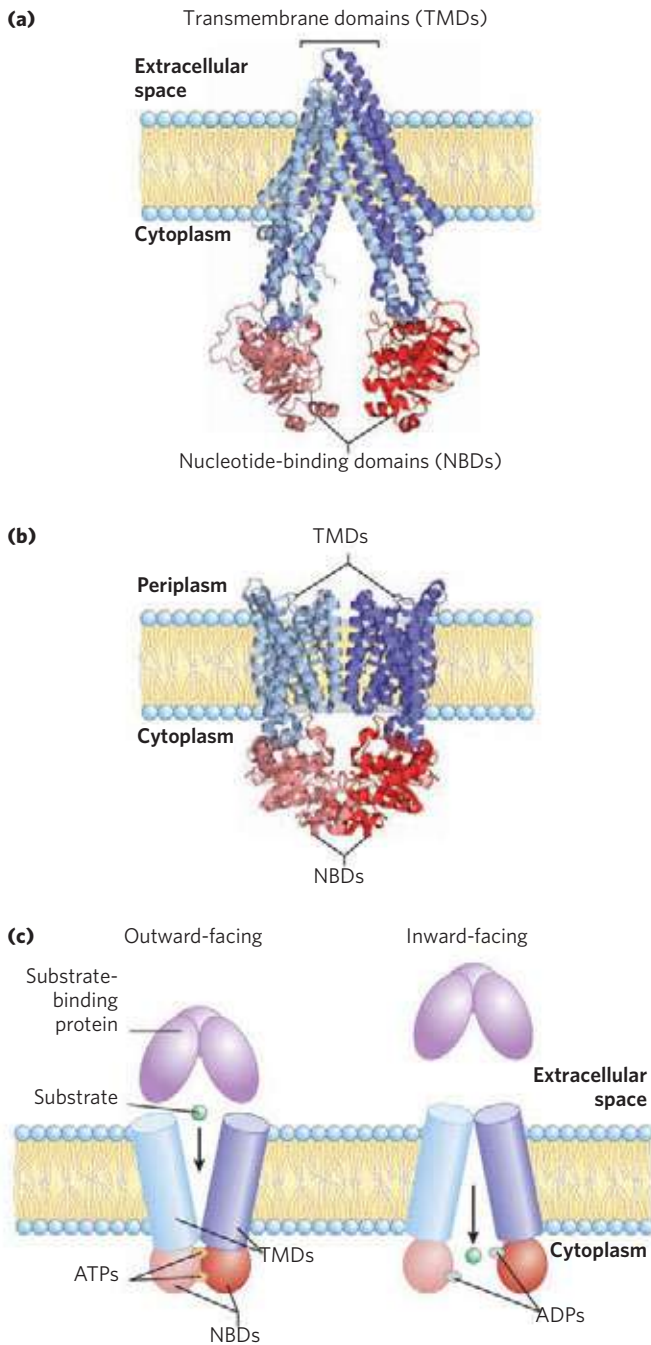 (a)
Transmembrane domains (TMDs)
Extracellular
space
Cytoplasm
Nucleotide-binding domains (NBDs)
(b)
TMDs
Periplasm
Cytoplasm
NBDs
(c)
Outward-facing
Inward-facing
Substrate-
binding
protein
Extracellular
space
Substrate
TMDs
Cytoplasm
ATPs
ADPs
NBDs